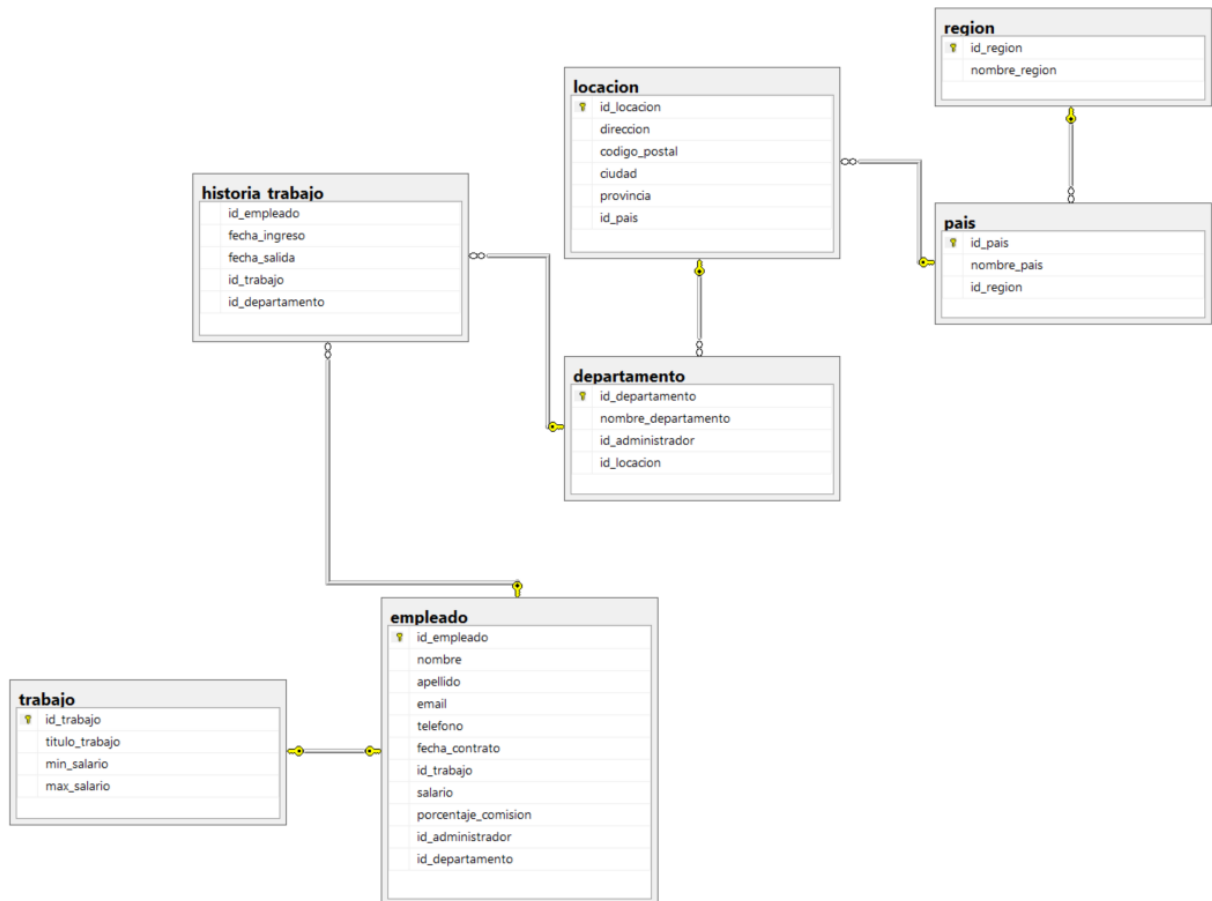 region
id_region
nombre_region
locacion
id_locacion
direccion
codigo_postal
ciudad
provincia
id_pais
historia_trabajo
id_empleado
fecha_ingreso
fecha_salida
id_trabajo
id_departamento
pais
id_pais
nombre_pais
id_region
departamento
id_departamento
nombre_departamento
id_administrador
id_locacion
empleado
id_empleado
nombre
apellido
email
telefono
fecha_contrato
id_trabajo
salario
porcentaje_comision
id_administrador
id_departamento
trabajo
id_trabajo
titulo_trabajo
min_salario
max_salario